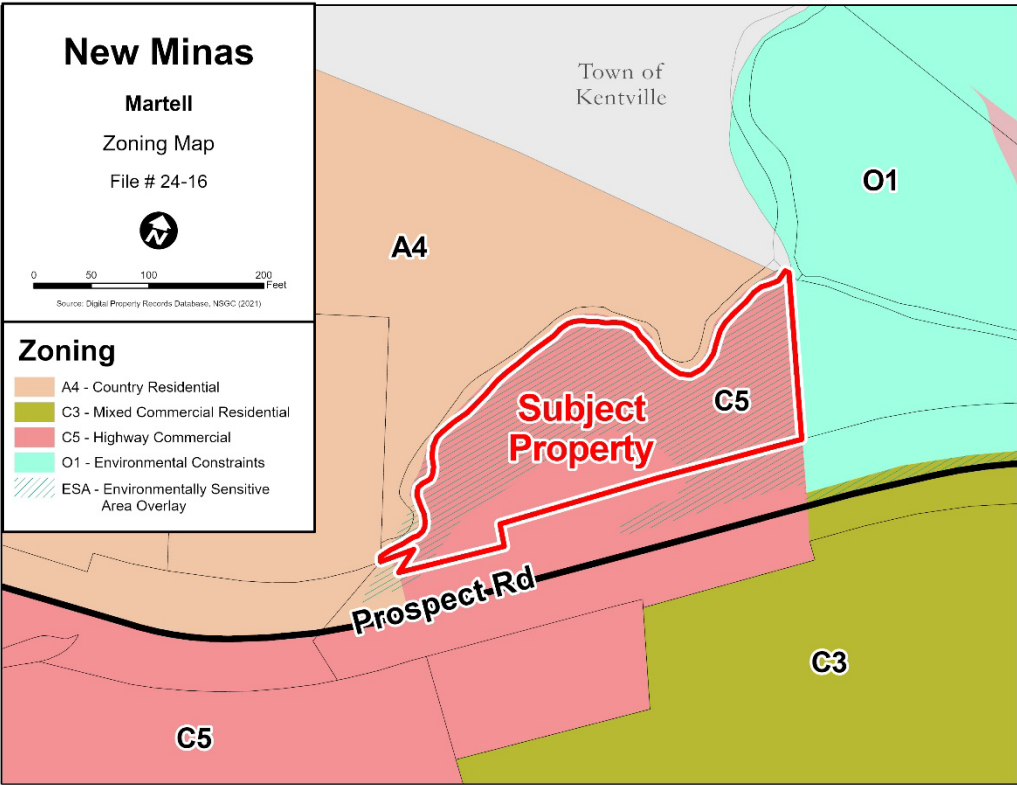 New Minas
Martell
Zoning Map
File # 24-16
N
0 50 100 200
Feet
Source: Digital Property Records Database, NSGC (2021)
Zoning
A4 - Country Residential
C3 - Mixed Commercial Residential
C5 - Highway Commercial
O1 - Environmental Constraints
ESA - Environmentally Sensitive
Area Overlay
Town of
Kentville
O1
A4
C5
Subject
Property
Prospect Rd
C3
C5